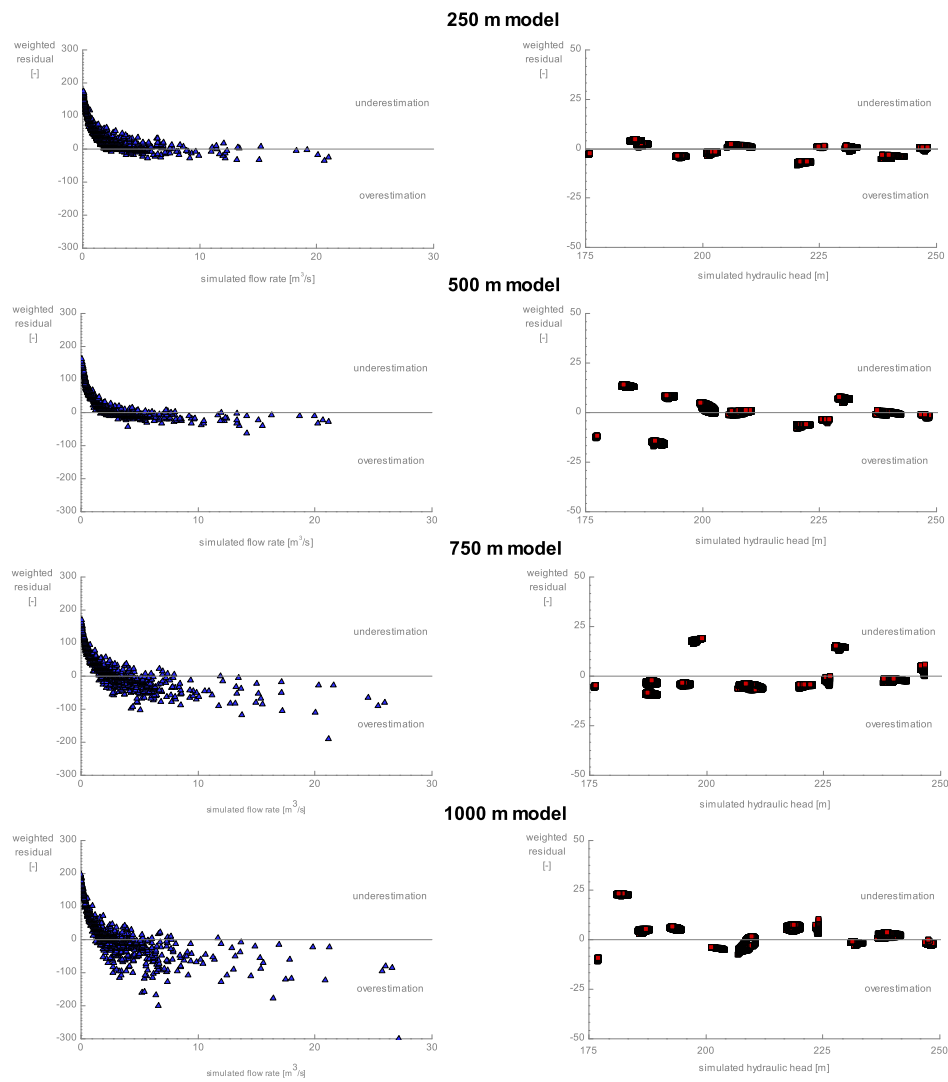 250 m model
weighted
residual
[-]
300
200
100
0
-100
-200
-300
underestimation
overestimation
0
10
20
30
simulated flow rate [m³/s]
weighted
residual
[-]
50
25
0
-25
-50
underestimation
overestimation
175
200
225
250
simulated hydraulic head [m]
500 m model
weighted
residual
[-]
300
200
100
0
-100
-200
-300
underestimation
overestimation
0
10
20
30
simulated flow rate [m³/s]
weighted
residual
[-]
50
25
0
-25
-50
underestimation
overestimation
175
200
225
250
simulated hydraulic head [m]
750 m model
weighted
residual
[-]
300
200
100
0
-100
-200
-300
underestimation
overestimation
0
10
20
30
simulated flow rate [m³/s]
weighted
residual
[-]
50
25
0
-25
-50
underestimation
overestimation
175
200
225
250
simulated hydraulic head [m]
1000 m model
weighted
residual
[-]
300
200
100
0
-100
-200
-300
underestimation
overestimation
0
10
20
30
simulated flow rate [m³/s]
weighted
residual
[-]
50
25
0
-25
-50
underestimation
overestimation
175
200
225
250
simulated hydraulic head [m]